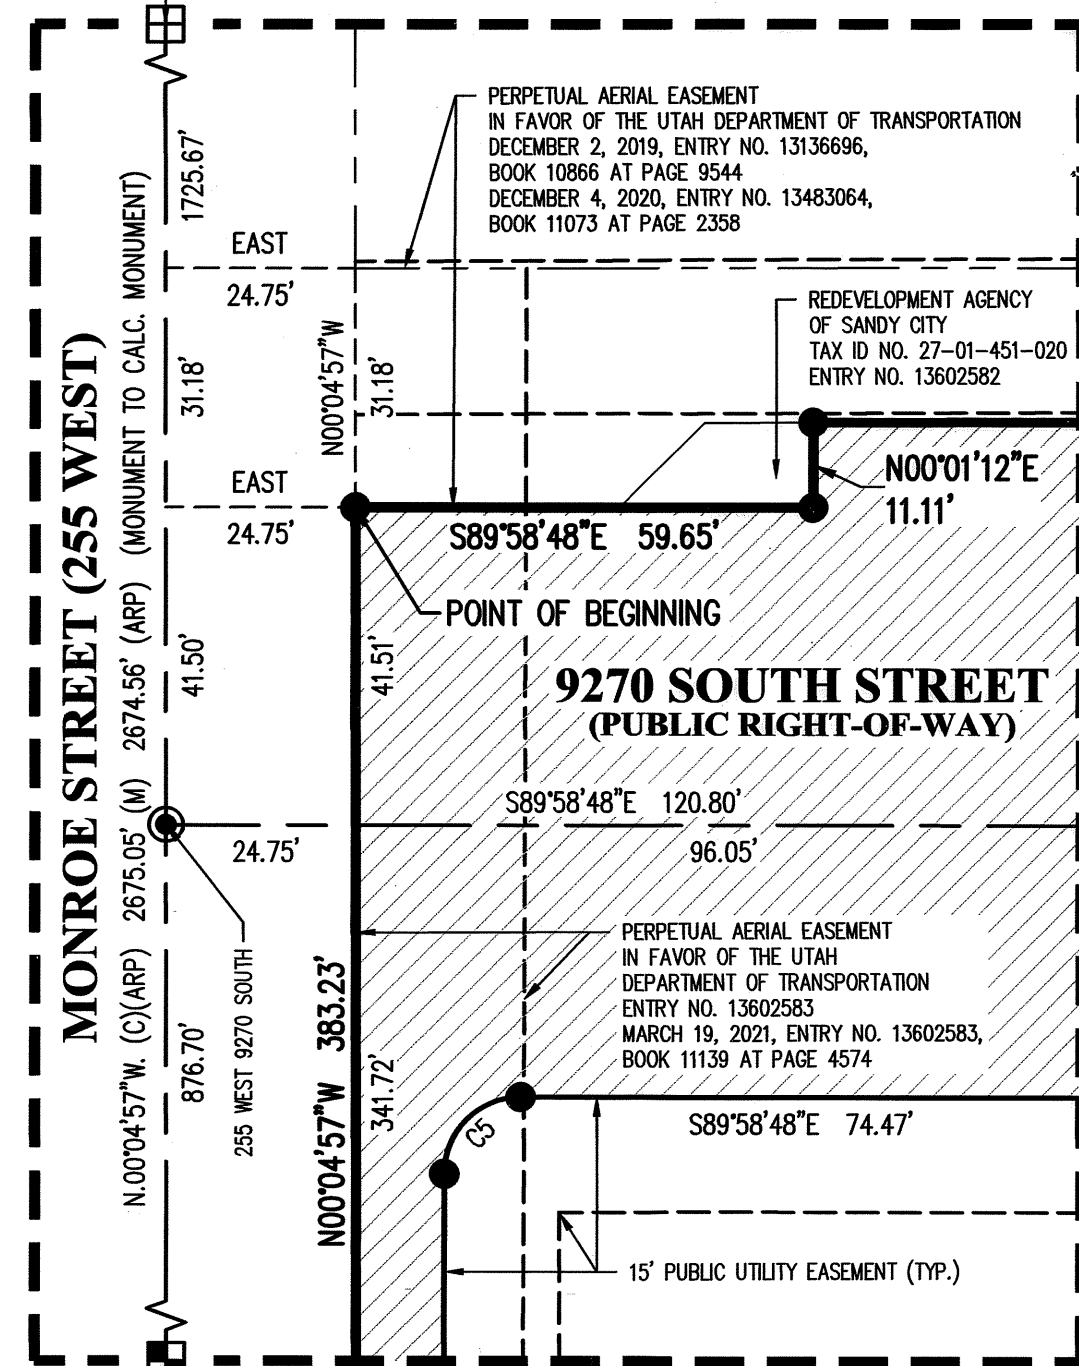 PERPETUAL AERIAL EASEMENT
IN FAVOR OF THE UTAH DEPARTMENT OF TRANSPORTATION
DECEMBER 2, 2019, ENTRY NO. 13136696,
BOOK 10866 AT PAGE 9544
DECEMBER 4, 2020, ENTRY NO. 13483064,
BOOK 11073 AT PAGE 2358
1725.67'
EAST
24.75'
REDEVELOPMENT AGENCY
OF SANDY CITY
TAX ID NO. 27-01-451-020
ENTRY NO. 13602582
31.18'
N00°04'57"W
31.18'
N00°01'12"E
11.11'
EAST
24.75'
S89°58'48"E 59.65'
POINT OF BEGINNING
MONROE STREET (255 WEST)
N.00°04'57"W. (C)(ARP) 2675.05' (M) 2674.56' (ARP) (MONUMENT TO CALC. MONUMENT)
41.50'
41.51'
9270 SOUTH STREET
(PUBLIC RIGHT-OF-WAY)
S89°58'48"E 120.80'
24.75'
96.05'
PERPETUAL AERIAL EASEMENT
IN FAVOR OF THE UTAH
DEPARTMENT OF TRANSPORTATION
ENTRY NO. 13602583
MARCH 19, 2021, ENTRY NO. 13602583,
BOOK 11139 AT PAGE 4574
876.70'
255 WEST 9270 SOUTH
N00°04'57"W 383.23'
341.72'
C5
S89°58'48"E 74.47'
15' PUBLIC UTILITY EASEMENT (TYP.)